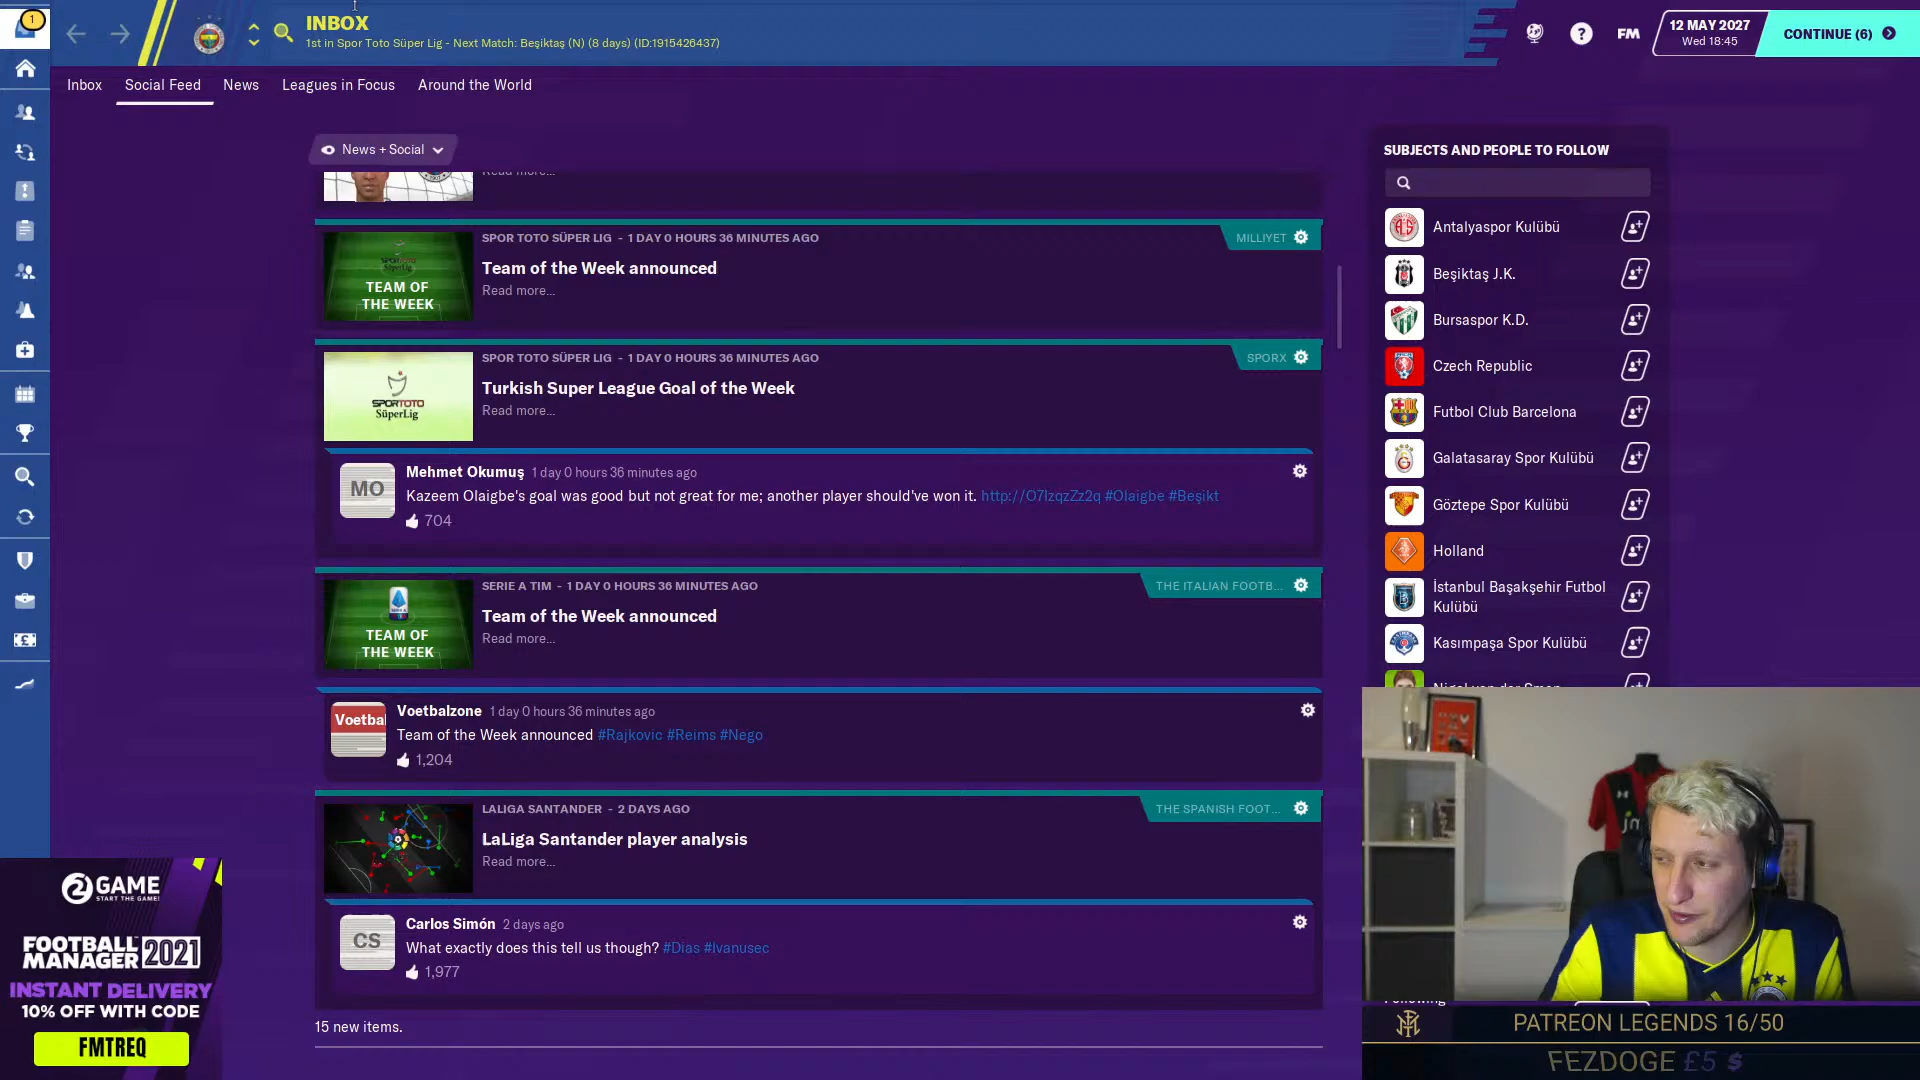 1
INBOX
1st in Spor Toto Süper Lig - Next Match: Beşiktaş (N) (8 days) (ID:1915426437)
FM
12 MAY 2027
Wed 18:45
CONTINUE (6)
Inbox
Social Feed
News
Leagues in Focus
Around the World
News + Social
Read more...
SPOR TOTO SÜPER LIG - 1 DAY 0 HOURS 36 MINUTES AGO
MILLIYET
Team of the Week announced
Read more...
TEAM OF
THE WEEK
SPOR TOTO SÜPER LIG - 1 DAY 0 HOURS 36 MINUTES AGO
SPORX
Turkish Super League Goal of the Week
Read more...
SPORTOTO
SüperLig
Mehmet Okumuş 1 day 0 hours 36 minutes ago
MO
Kazeem Olaigbe's goal was good but not great for me; another player should've won it. http://O7IzqzZz2q #Olaigbe #Beşikt
704
SERIE A TIM - 1 DAY 0 HOURS 36 MINUTES AGO
THE ITALIAN FOOTB...
Team of the Week announced
Read more...
TEAM OF
THE WEEK
Voetbalzone 1 day 0 hours 36 minutes ago
Voetbal
Team of the Week announced #Rajkovic #Reims #Nego
1,204
LALIGA SANTANDER - 2 DAYS AGO
THE SPANISH FOOT...
LaLiga Santander player analysis
Read more...
Carlos Simón 2 days ago
CS
What exactly does this tell us though? #Dias #Ivanusec
1,977
15 new items.
SUBJECTS AND PEOPLE TO FOLLOW
Antalyaspor Kulübü
Beşiktaş J.K.
Bursaspor K.D.
Czech Republic
Futbol Club Barcelona
Galatasaray Spor Kulübü
Göztepe Spor Kulübü
Holland
İstanbul Başakşehir Futbol
Kulübü
Kasımpaşa Spor Kulübü
2GAME
START THE GAME!
FOOTBALL
MANAGER 2021
INSTANT DELIVERY
10% OFF WITH CODE
FMTREQ
Following
PATREON LEGENDS 16/50
FEZDOGE £5 $